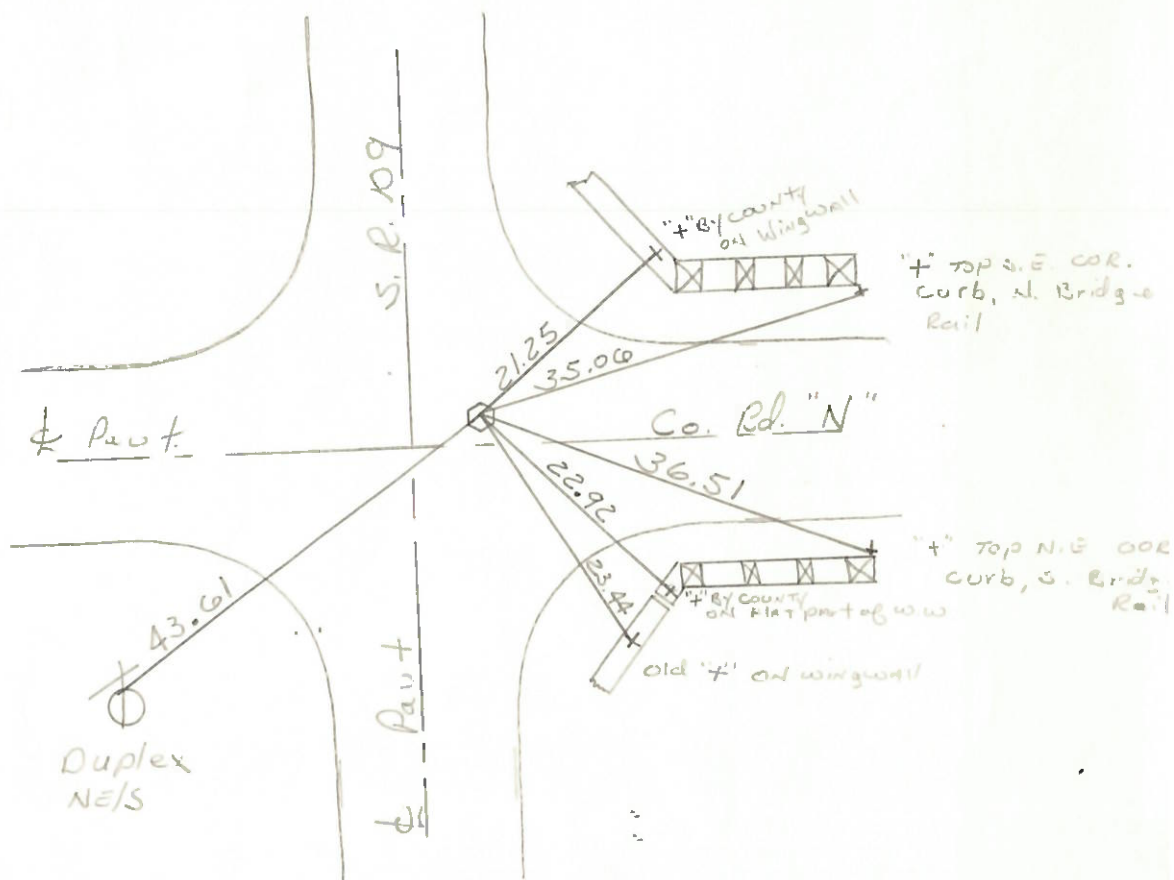 S. R. 109
"+" BY COUNTY
ON WINGWALL
"+" TOP S.E. COR.
Curb, N. Bridge
Rail
21.25
35.06
℄ Pavt.
Co. Rd. "N"
36.51
22.92
23.44
"+" TOP N.E COR
Curb, S. Bridge
Rail
"+" BY COUNTY
ON FLAT part of W.W
Old "+" ON wingwall
43.61
℄ Pavt
Duplex
NE/S